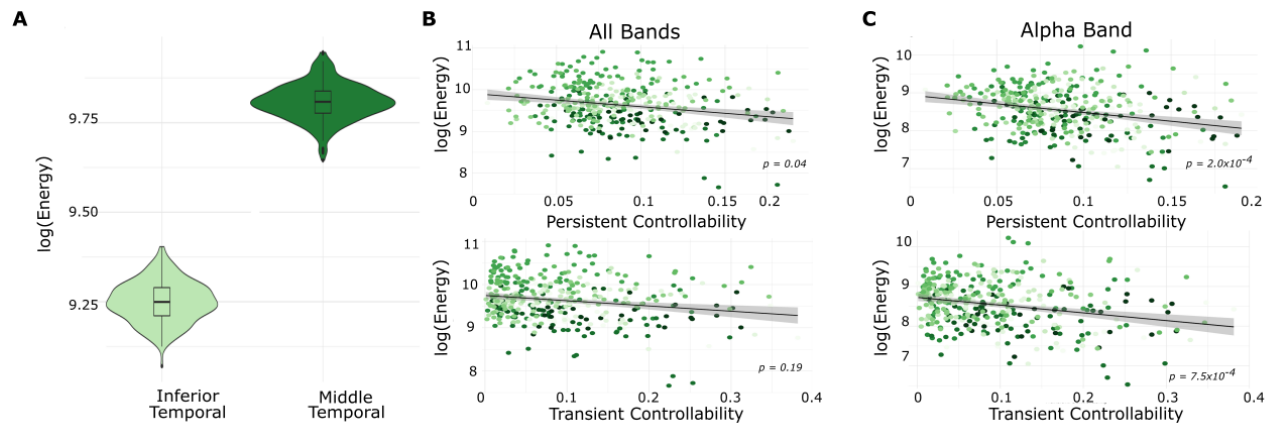 A
log(Energy)
9.75
9.50
9.25
Inferior
Temporal
Middle
Temporal
B
All Bands
log(Energy)
11
10
9
8
p = 0.04
0
0.05
0.1
0.15
0.2
Persistent Controllability
log(Energy)
11
10
9
8
p = 0.19
0
0.1
0.2
0.3
0.4
Transient Controllability
C
Alpha Band
log(Energy)
10
9
8
7
p = 2.0x10⁻⁴
0
0.05
0.1
0.15
0.2
Persistent Controllability
log(Energy)
10
9
8
7
p = 7.5x10⁻⁴
0
0.1
0.2
0.3
0.4
Transient Controllability